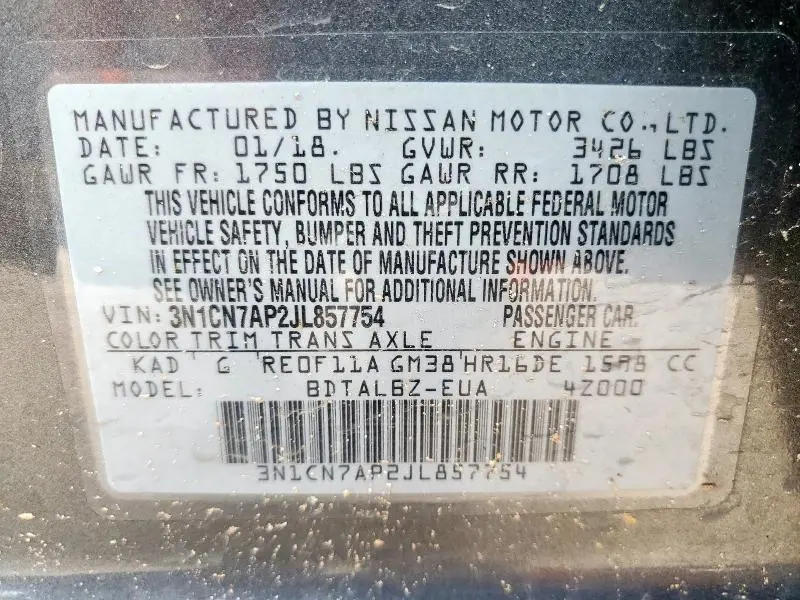 MANUFACTURED BY NISSAN MOTOR CO., LTD.
DATE: 01/18. GVWR: 3426 LBS
GAWR FR: 1750 LBS GAWR RR: 1708 LBS
THIS VEHICLE CONFORMS TO ALL APPLICABLE FEDERAL MOTOR
VEHICLE SAFETY, BUMPER AND THEFT PREVENTION STANDARDS
IN EFFECT ON THE DATE OF MANUFACTURE SHOWN ABOVE.
SEE OWNER'S MANUAL FOR ADDITIONAL INFORMATION.
VIN: 3N1CN7AP2JL857754 PASSENGER CAR.
COLOR TRIM TRANS AXLE ENGINE
KAD G RE0F11A GM38 HR16DE 1598 CC
MODEL: BDTALBZ-EUA 4Z000
3N1CN7AP2JL857754